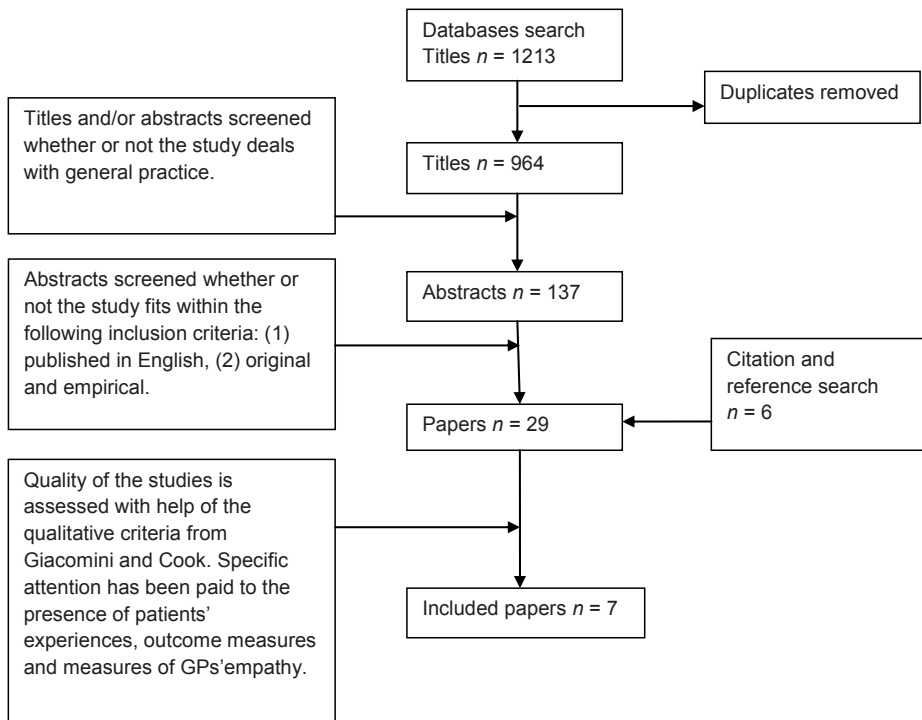 Databases search
Titles n = 1213
Duplicates removed
Titles and/or abstracts screened
whether or not the study deals
with general practice.
Titles n = 964
Abstracts screened whether or
not the study fits within the
following inclusion criteria: (1)
published in English, (2) original
and empirical.
Abstracts n = 137
Citation and
reference search
n = 6
Papers n = 29
Quality of the studies is
assessed with help of the
qualitative criteria from
Giacomini and Cook. Specific
attention has been paid to the
presence of patients’
experiences, outcome measures
and measures of GPs’empathy.
Included papers n = 7